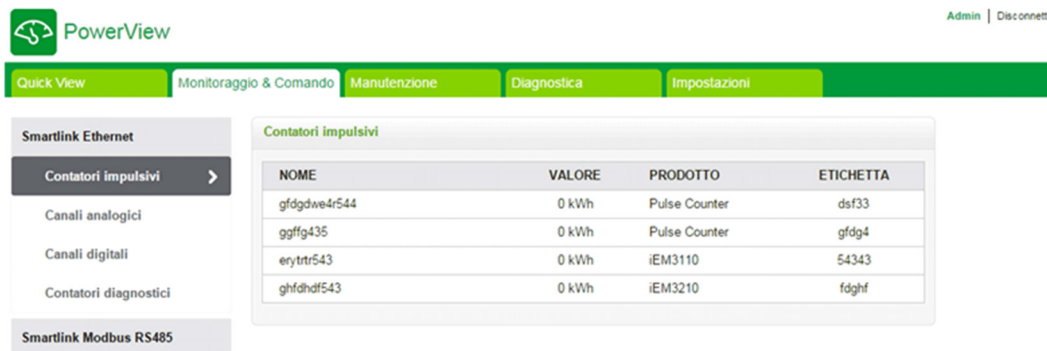 PowerView
Admin | Disconnett
Quick View Monitoraggio & Comando Manutenzione Diagnostica Impostazioni
Smartlink Ethernet
Contatori impulsivi
Canali analogici
Canali digitali
Contatori diagnostici
Smartlink Modbus RS485
Contatori impulsivi
NOME VALORE PRODOTTO ETICHETTA
gfdgdwe4r544 0 kWh Pulse Counter dsf33
ggffg435 0 kWh Pulse Counter gfdg4
erytrtr543 0 kWh iEM3110 54343
ghfdhdf543 0 kWh iEM3210 fdghf